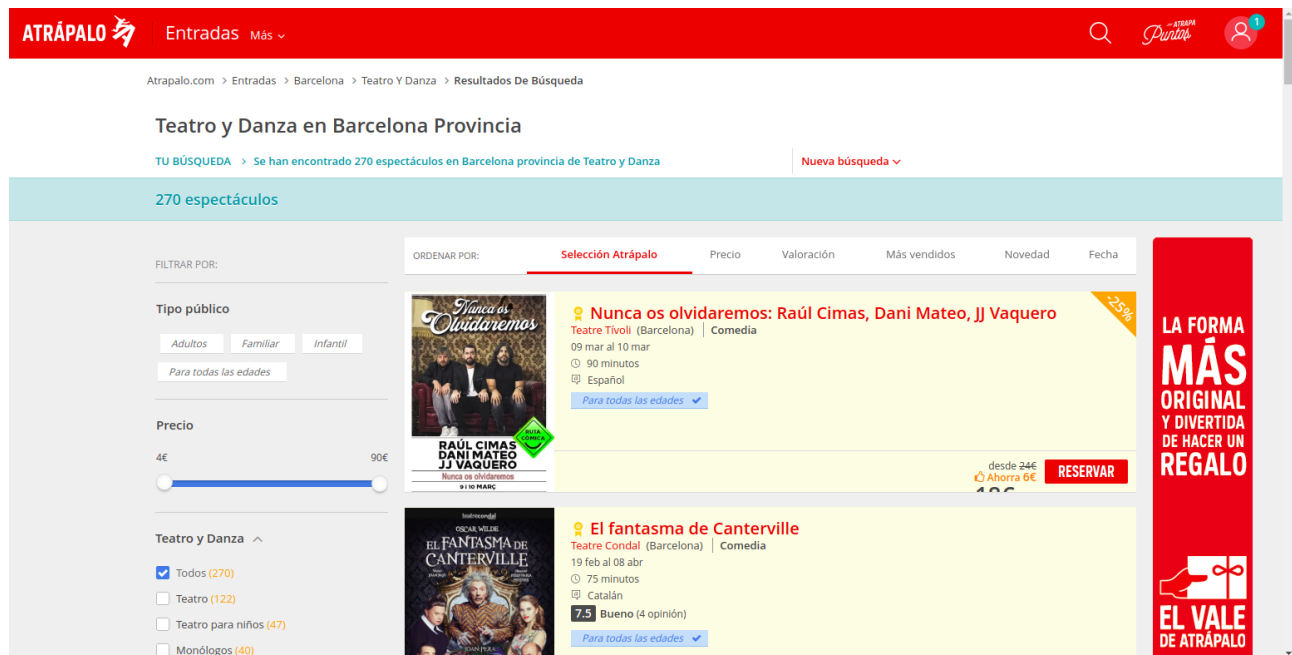 ATRÁPALO
Entradas Más
ATRAPA
Puntos
1
Atrapalo.com > Entradas > Barcelona > Teatro Y Danza > Resultados De Búsqueda
Teatro y Danza en Barcelona Provincia
TU BÚSQUEDA > Se han encontrado 270 espectáculos en Barcelona provincia de Teatro y Danza
Nueva búsqueda
270 espectáculos
FILTRAR POR:
Tipo público
Adultos Familiar Infantil
Para todas las edades
Precio
4€ 90€
Teatro y Danza
Todos (270)
Teatro (122)
Teatro para niños (47)
Monólogos (40)
ORDENAR POR: Selección Atrápalo Precio Valoración Más vendidos Novedad Fecha
Nunca os
Olvidaremos
RUTA
CÓMICA
RAÚL CIMAS
DANI MATEO
JJ VAQUERO
Nunca os olvidaremos
9 I 10 MARÇ
Nunca os olvidaremos: Raúl Cimas, Dani Mateo, JJ Vaquero
-25%
Teatre Tívoli (Barcelona) | Comedia
09 mar al 10 mar
90 minutos
Español
Para todas las edades
desde 24€
Ahorra 6€
18€
RESERVAR
teatrecondal
OSCAR WILDE
EL FANTASMA DE
CANTERVILLE
JOAN PERA
El fantasma de Canterville
Teatre Condal (Barcelona) | Comedia
19 feb al 08 abr
75 minutos
Catalán
7.5 Bueno (4 opinión)
Para todas las edades
LA FORMA
MÁS
ORIGINAL
Y DIVERTIDA
DE HACER UN
REGALO
EL VALE
DE ATRÁPALO